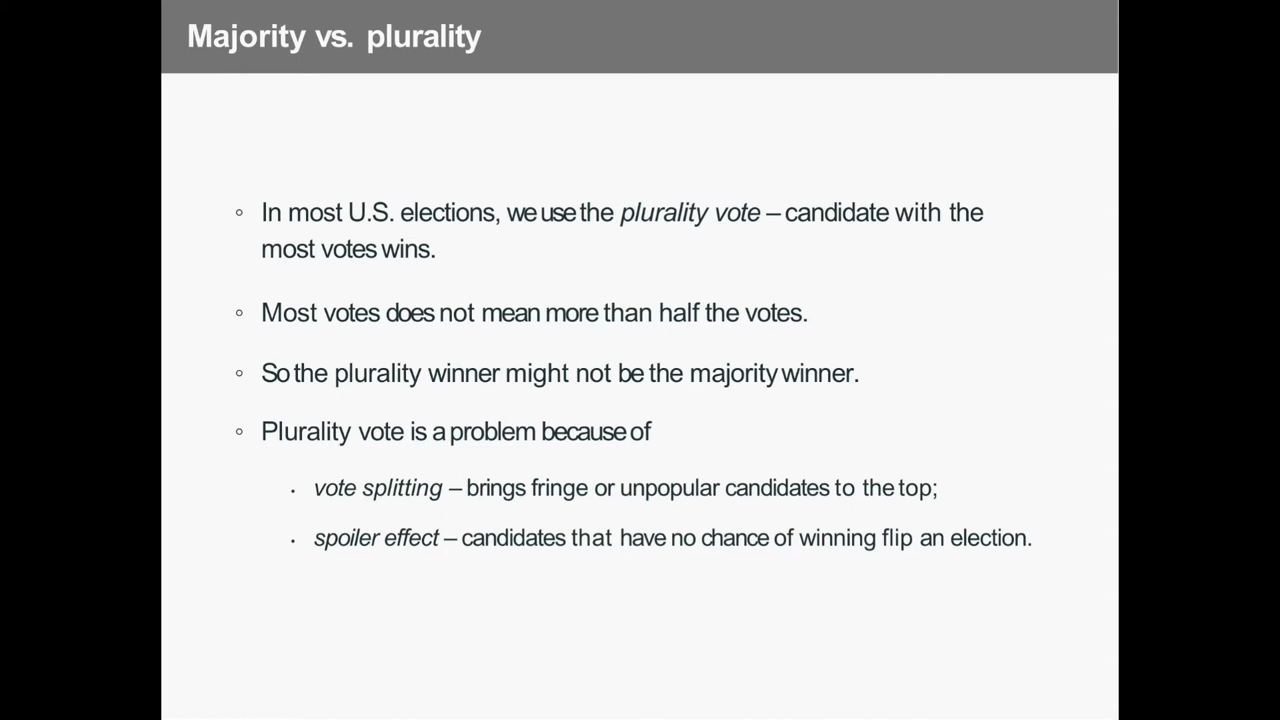 Majority vs. plurality
◦ In most U.S. elections, we use the plurality vote – candidate with the
most votes wins.
◦ Most votes does not mean more than half the votes.
◦ So the plurality winner might not be the majority winner.
◦ Plurality vote is a problem because of
• vote splitting – brings fringe or unpopular candidates to the top;
• spoiler effect – candidates that have no chance of winning flip an election.